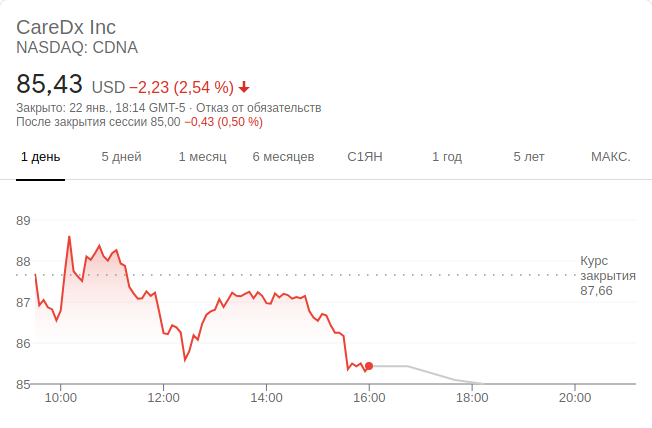 CareDx Inc
NASDAQ: CDNA
85,43 USD −2,23 (2,54 %)
Закрыто: 22 янв., 18:14 GMT-5 · Отказ от обязательств
После закрытия сессии 85,00 −0,43 (0,50 %)
1 день 5 дней 1 месяц 6 месяцев С1ЯН 1 год 5 лет МАКС.
89
88
87
86
85
Курс
закрытия
87,66
10:00 12:00 14:00 16:00 18:00 20:00